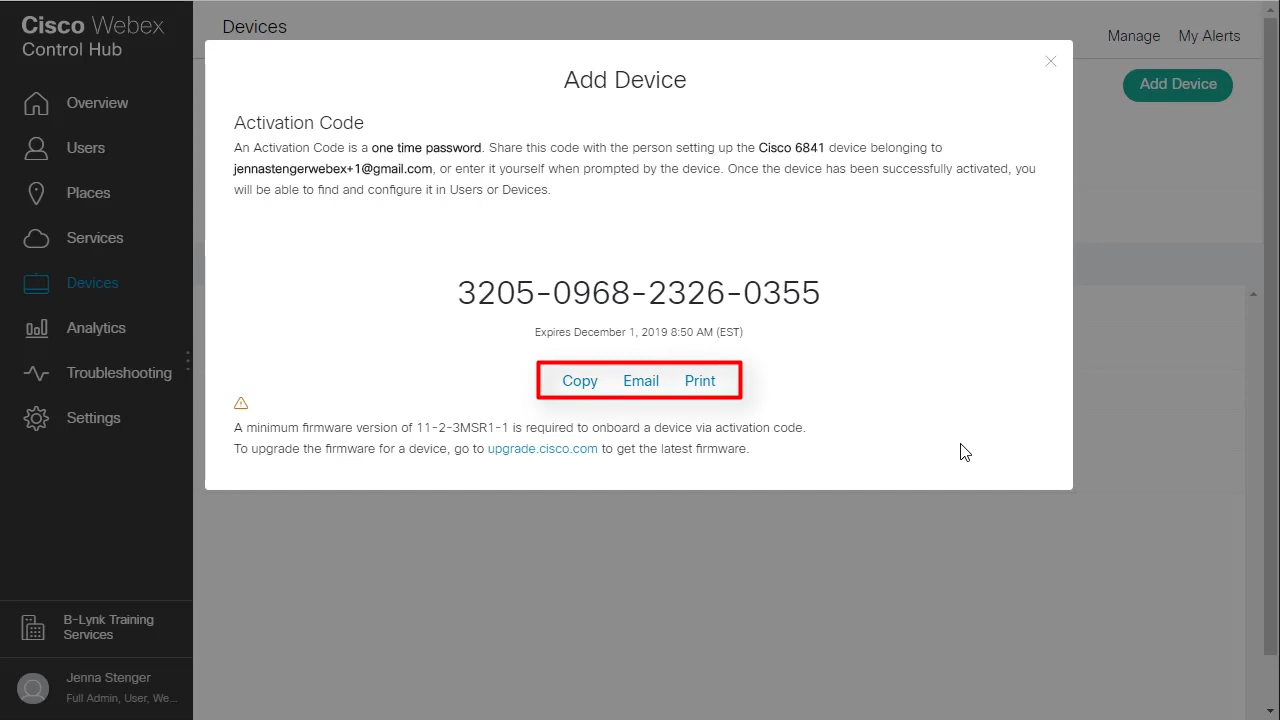 Cisco Webex
Control Hub
Overview
Users
Places
Services
Devices
Analytics
Troubleshooting
Settings
B-Lynk Training
Services
Jenna Stenger
Full Admin, User, We...
Devices
Manage
My Alerts
Add Device
Add Device
Activation Code
An Activation Code is a one time password. Share this code with the person setting up the Cisco 6841 device belonging to
jennastengerwebex+1@gmail.com, or enter it yourself when prompted by the device. Once the device has been successfully activated, you
will be able to find and configure it in Users or Devices.
3205-0968-2326-0355
Expires December 1, 2019 8:50 AM (EST)
Copy Email Print
A minimum firmware version of 11-2-3MSR1-1 is required to onboard a device via activation code.
To upgrade the firmware for a device, go to upgrade.cisco.com to get the latest firmware.